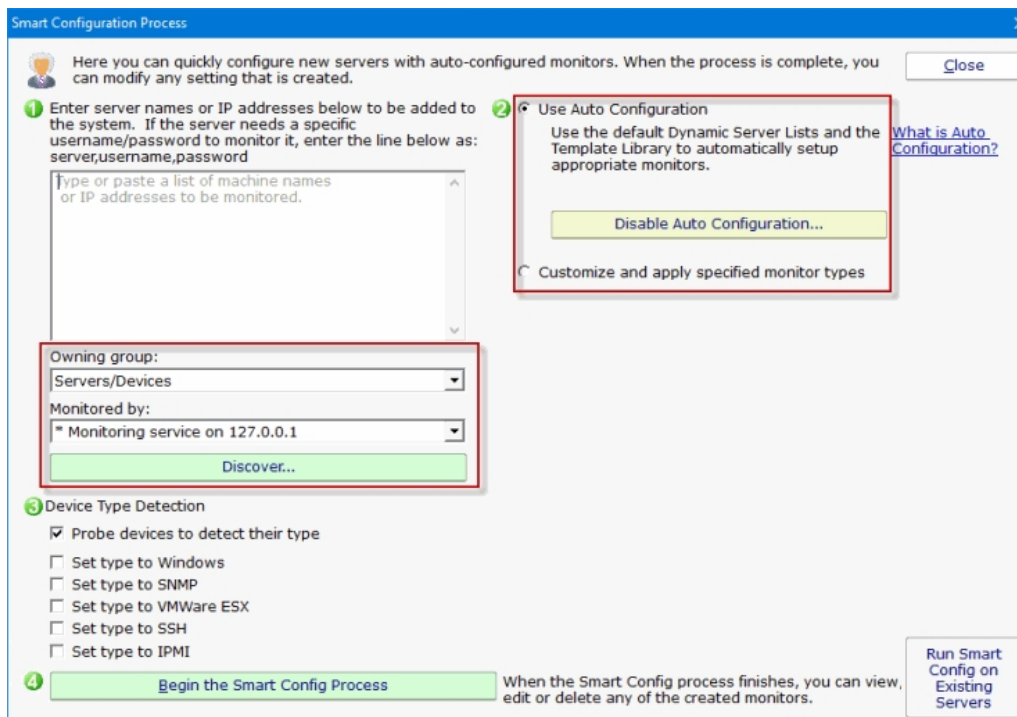 Smart Configuration Process
Here you can quickly configure new servers with auto-configured monitors. When the process is complete, you
can modify any setting that is created.
Close
1 Enter server names or IP addresses below to be added to
the system. If the server needs a specific
username/password to monitor it, enter the line below as:
server,username,password
Type or paste a list of machine names
or IP addresses to be monitored.
Owning group:
Servers/Devices
Monitored by:
* Monitoring service on 127.0.0.1
Discover...
2 Use Auto Configuration
Use the default Dynamic Server Lists and the
Template Library to automatically setup
appropriate monitors.
Disable Auto Configuration...
Customize and apply specified monitor types
What is Auto
Configuration?
3 Device Type Detection
Probe devices to detect their type
Set type to Windows
Set type to SNMP
Set type to VMWare ESX
Set type to SSH
Set type to IPMI
4 Begin the Smart Config Process
When the Smart Config process finishes, you can view,
edit or delete any of the created monitors.
Run Smart
Config on
Existing
Servers